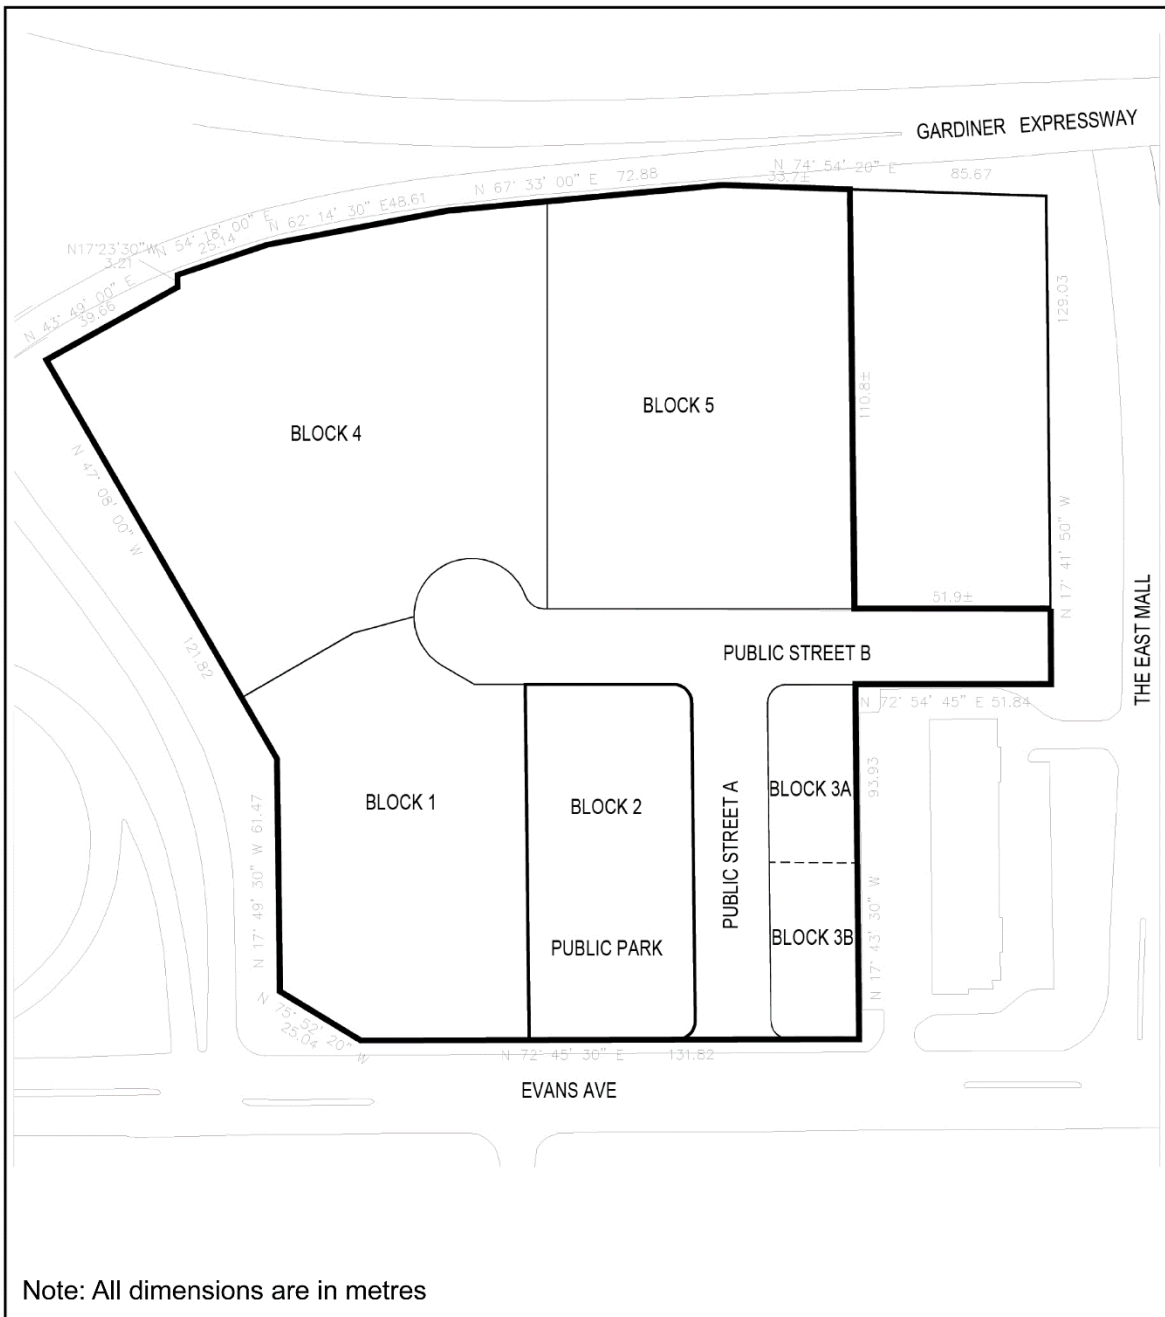 GARDINER EXPRESSWAY
N 74° 54' 20" E
33.7±
85.67
N 67° 33' 00" E 72.88
N 62° 14' 30" E48.61
N 54° 18' 00" E
25.14
N17°23'30"W
3.21
N 43° 49' 00" E
39.66
129.03
BLOCK 5
110.8±
BLOCK 4
N 47° 08' 00" W
121.82
N 17° 41' 50" W
51.9±
THE EAST MALL
PUBLIC STREET B
N 72° 54' 45" E 51.84
BLOCK 3A
93.93
BLOCK 1
BLOCK 2
PUBLIC STREET A
N 17° 49' 30" W 61.47
BLOCK 3B
PUBLIC PARK
N 17° 43' 30" W
N 75° 52' 20" W
25.04
N 72° 45' 30" E 131.82
EVANS AVE
Note: All dimensions are in metres